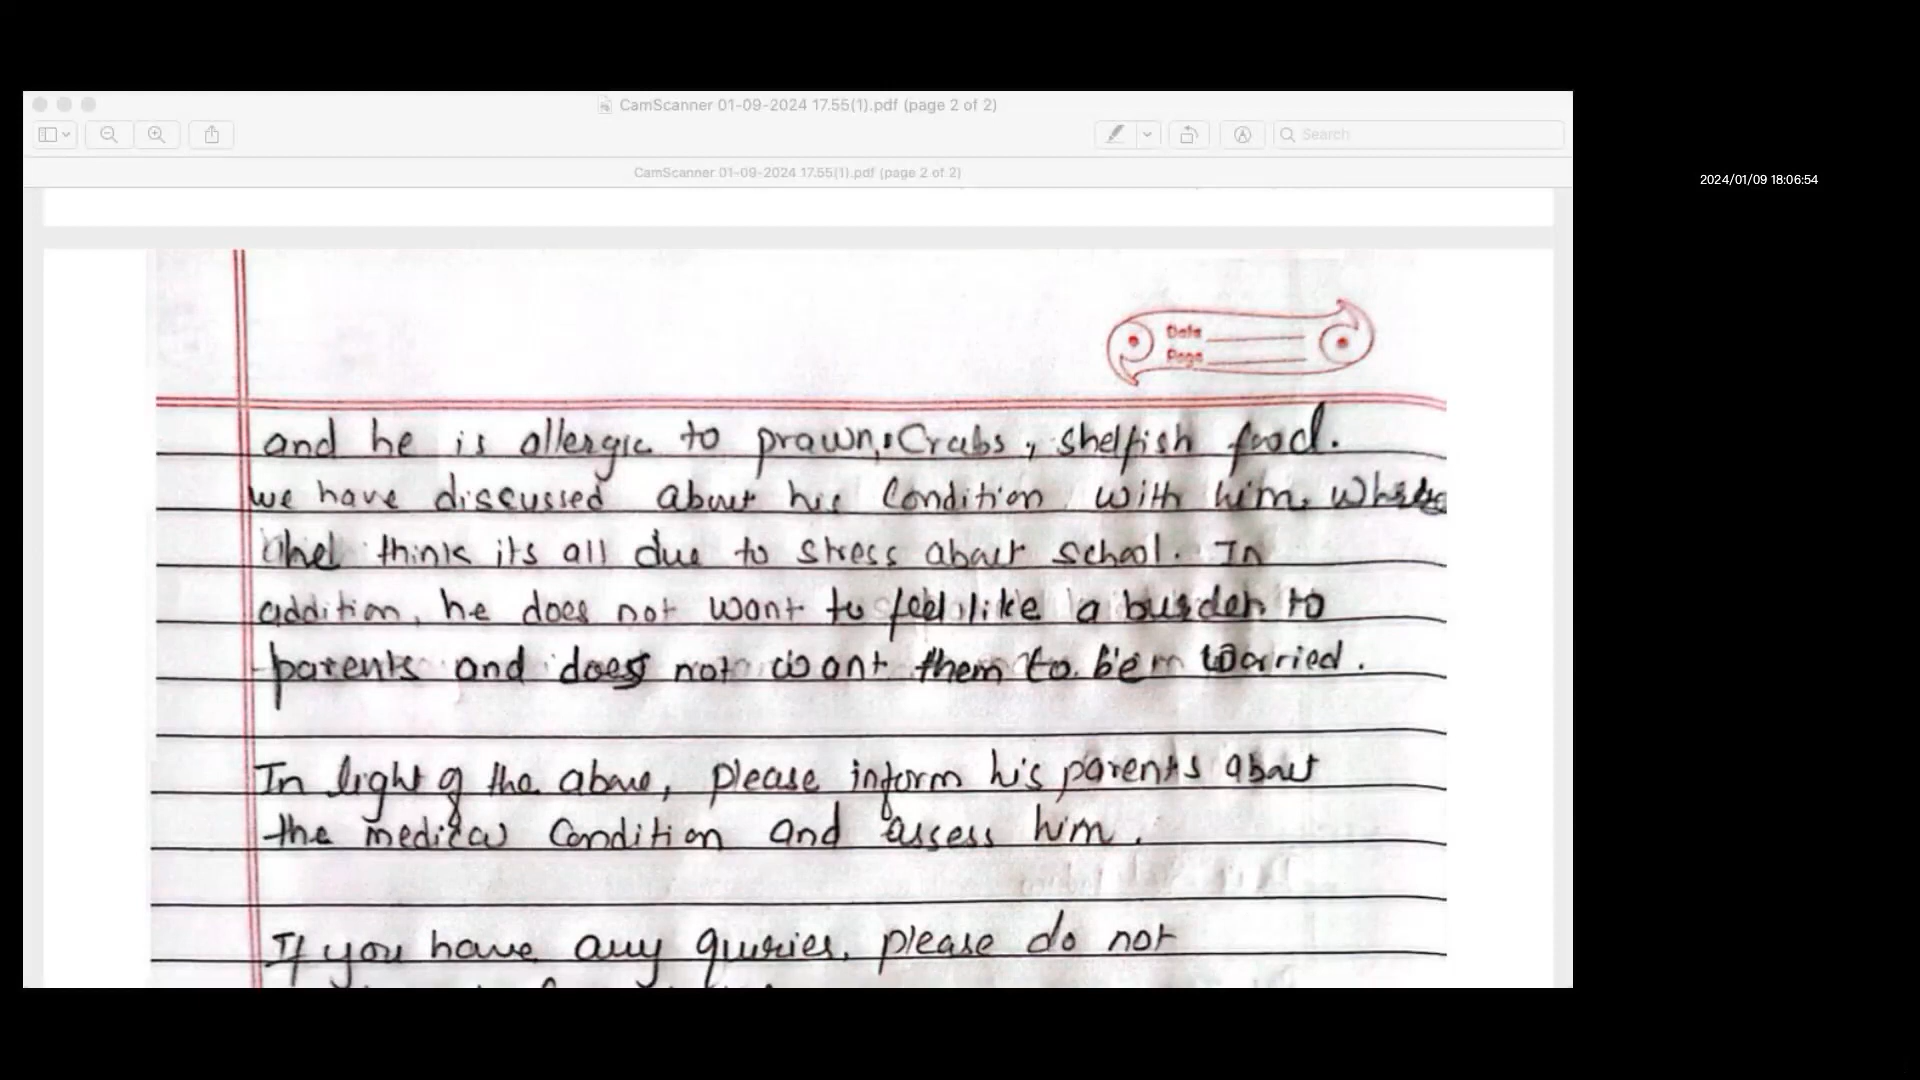 CamScanner 01-09-2024 17.55(1).pdf (page 2 of 2)
Search
CamScanner 01-09-2024 17.55(1).pdf (page 2 of 2)
2024/01/09 18:06:54
Date
Page
and he is allergic to prawn, Crabs, shelfish food.
we have discussed about his Condition with him,
think its all due to stress about school. In
addition, he does not want to feel like a burden to
parents and does not want them to be worried.
In light of the above, please inform his parents about
the medical Condition and assess him.
If you have any quries, please do not